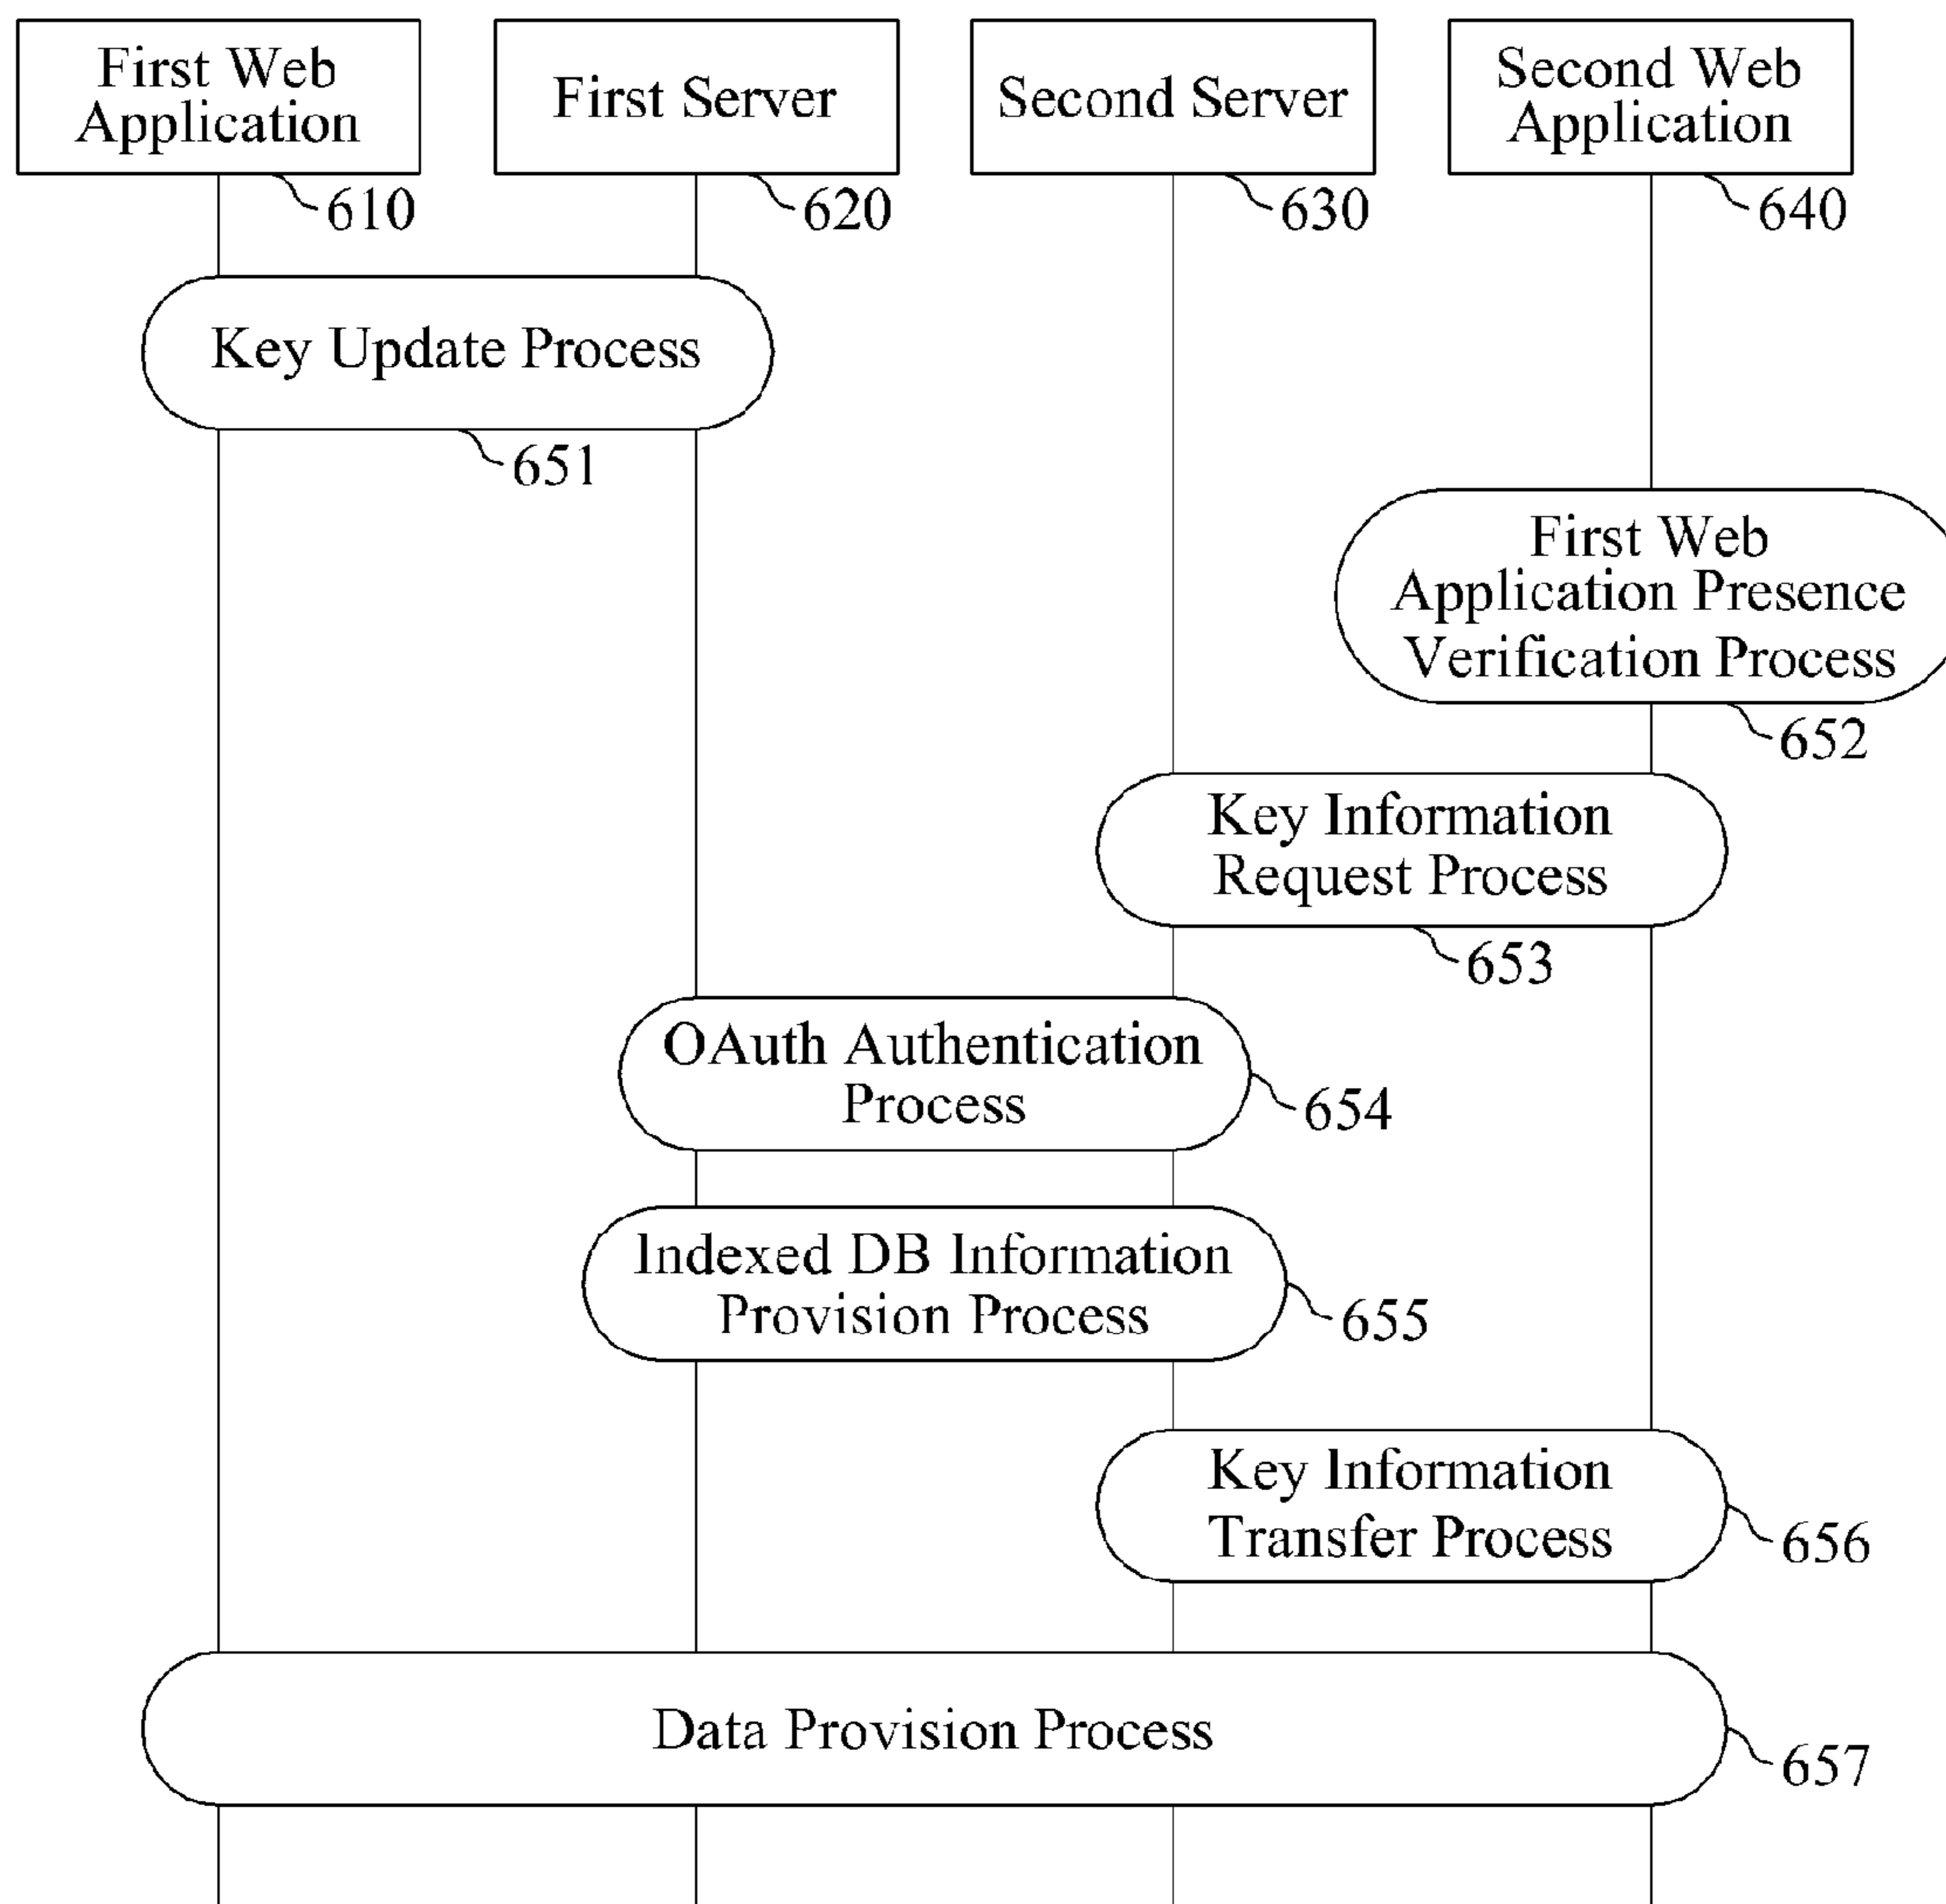 First Web
Application
First Server
Second Server
Second Web
Application
610
620
630
640
Key Update Process
651
First Web
Application Presence
Verification Process
652
Key Information
Request Process
653
OAuth Authentication
Process
654
Indexed DB Information
Provision Process
655
Key Information
Transfer Process
656
Data Provision Process
657